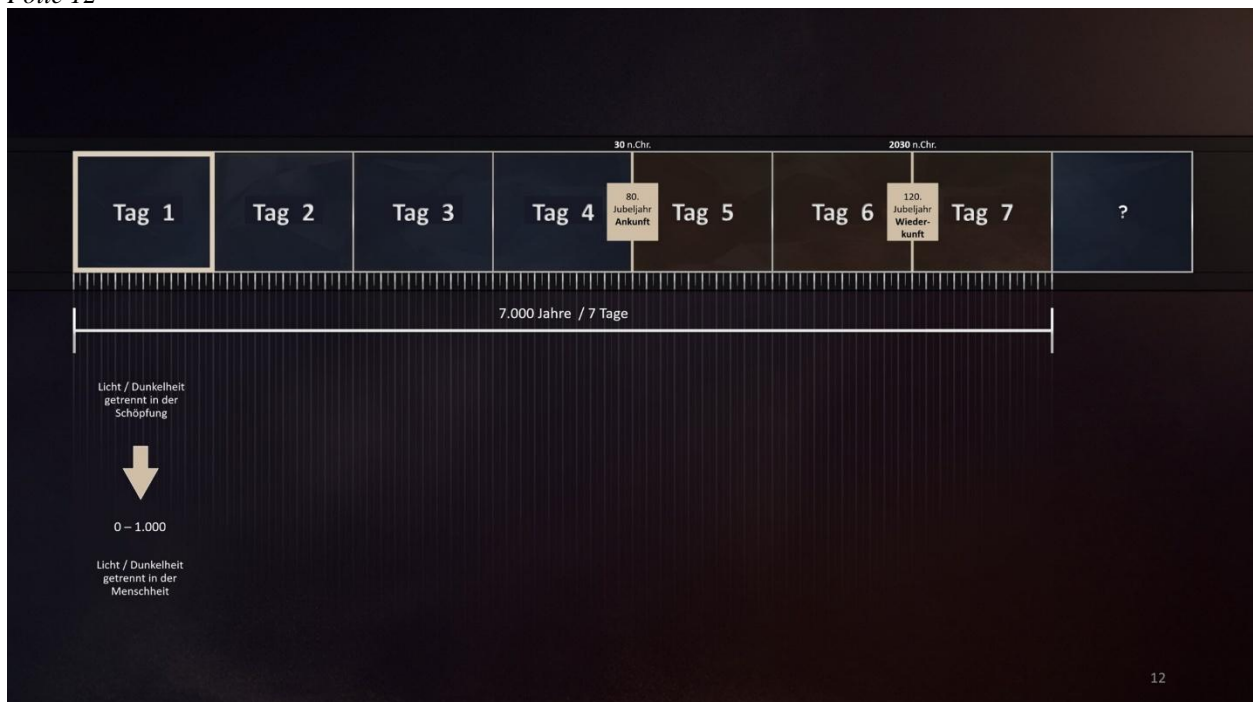 Folie 12
30 n.Chr.
2030 n.Chr.
Tag 1
Tag 2
Tag 3
Tag 4
80.
Jubeljahr
Ankunft
Tag 5
Tag 6
120.
Jubeljahr
Wieder-
kunft
Tag 7
?
7.000 Jahre / 7 Tage
Licht / Dunkelheit
getrennt in der
Schöpfung
0 – 1.000
Licht / Dunkelheit
getrennt in der
Menschheit
12